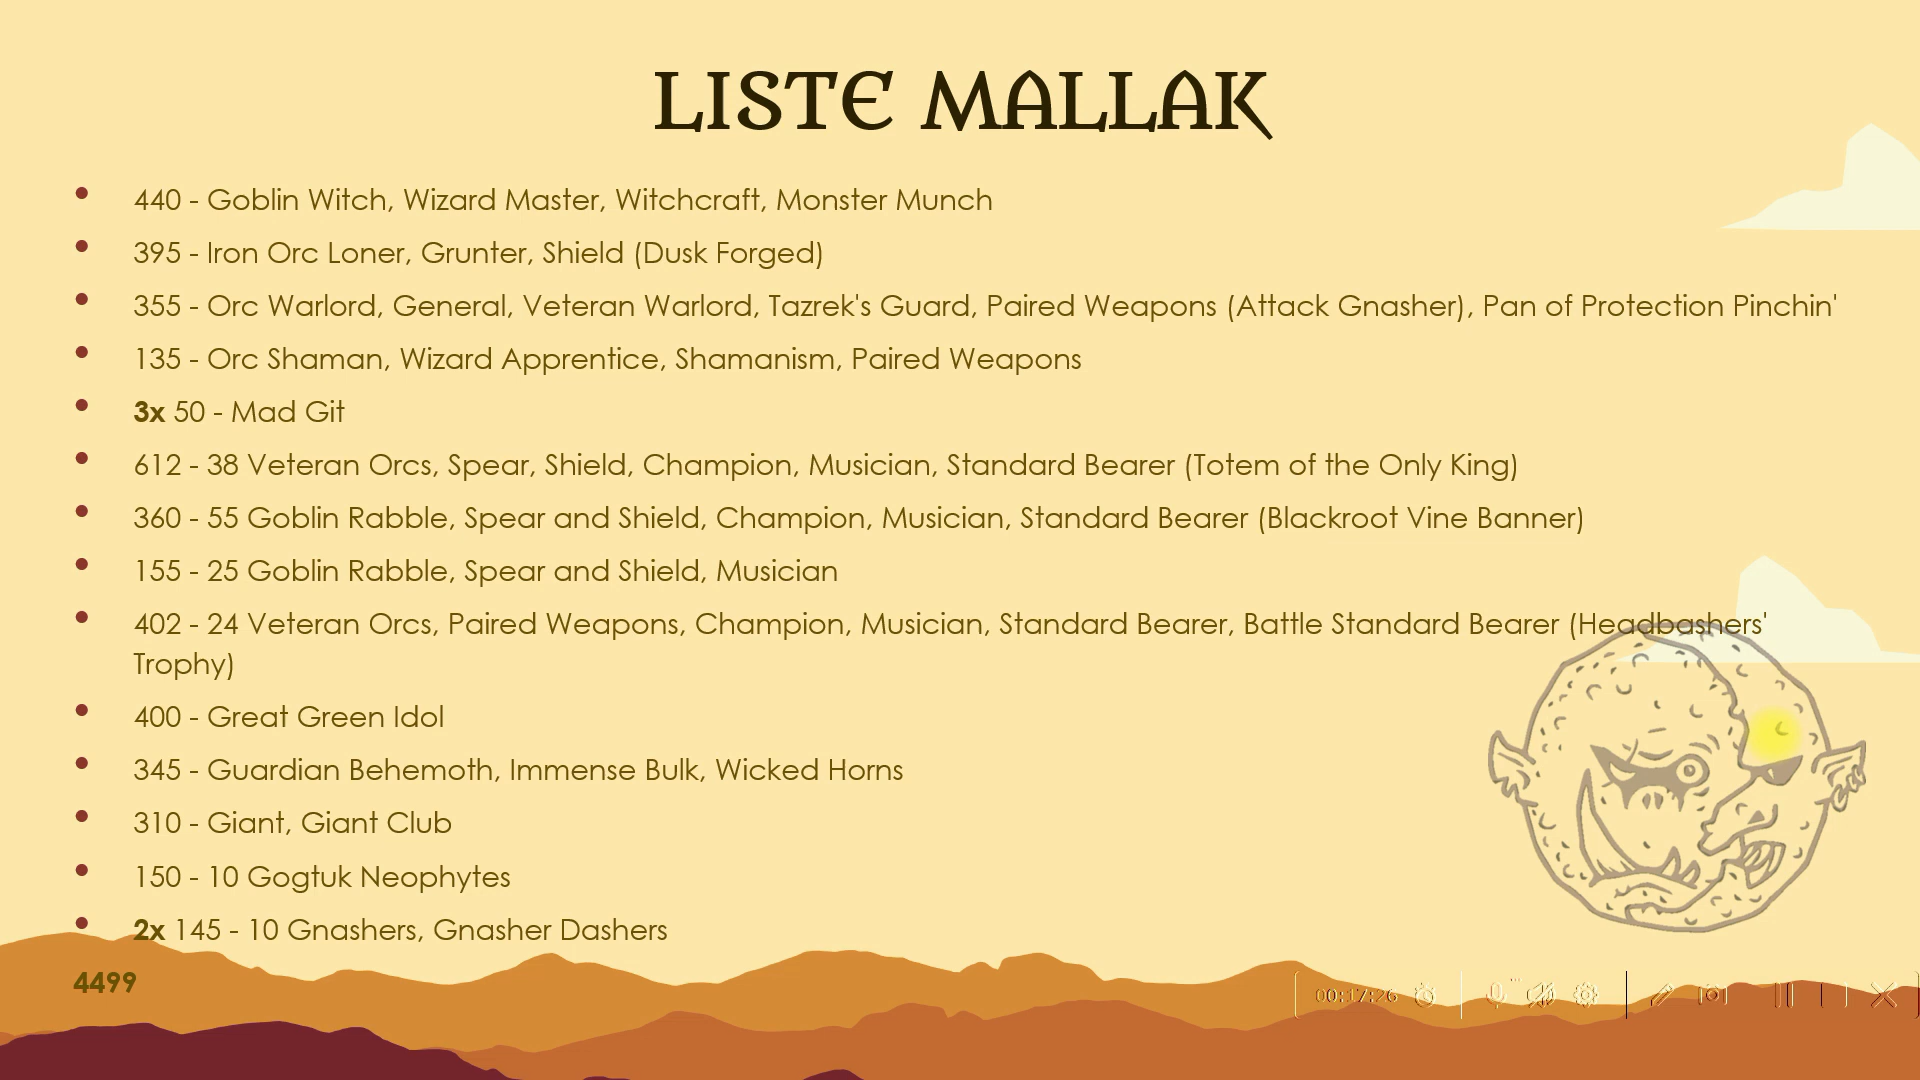 LISTE MALLAK
• 440 - Goblin Witch, Wizard Master, Witchcraft, Monster Munch
• 395 - Iron Orc Loner, Grunter, Shield (Dusk Forged)
• 355 - Orc Warlord, General, Veteran Warlord, Tazrek's Guard, Paired Weapons (Attack Gnasher), Pan of Protection Pinchin'
• 135 - Orc Shaman, Wizard Apprentice, Shamanism, Paired Weapons
• 3x 50 - Mad Git
• 612 - 38 Veteran Orcs, Spear, Shield, Champion, Musician, Standard Bearer (Totem of the Only King)
• 360 - 55 Goblin Rabble, Spear and Shield, Champion, Musician, Standard Bearer (Blackroot Vine Banner)
• 155 - 25 Goblin Rabble, Spear and Shield, Musician
• 402 - 24 Veteran Orcs, Paired Weapons, Champion, Musician, Standard Bearer, Battle Standard Bearer (Headbashers'
Trophy)
• 400 - Great Green Idol
• 345 - Guardian Behemoth, Immense Bulk, Wicked Horns
• 310 - Giant, Giant Club
• 150 - 10 Gogtuk Neophytes
• 2x 145 - 10 Gnashers, Gnasher Dashers
4499
00:17:26